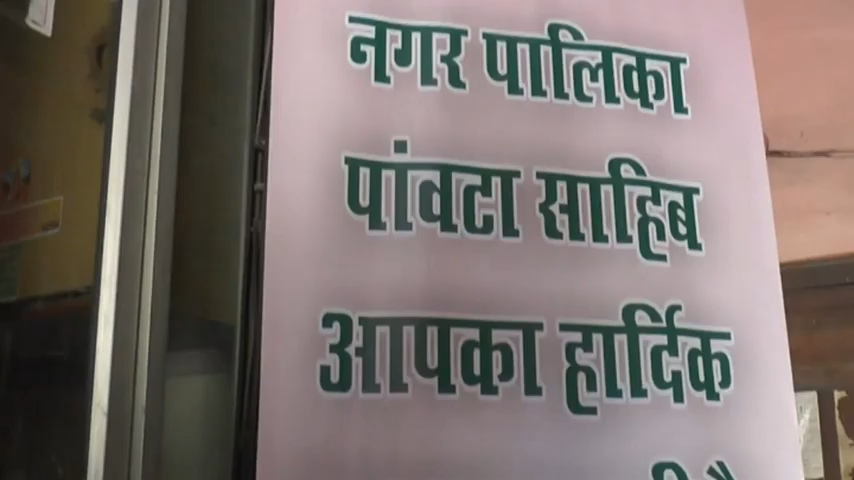 नगर पालिका
पांवटा साहिब
आपका हार्दिक